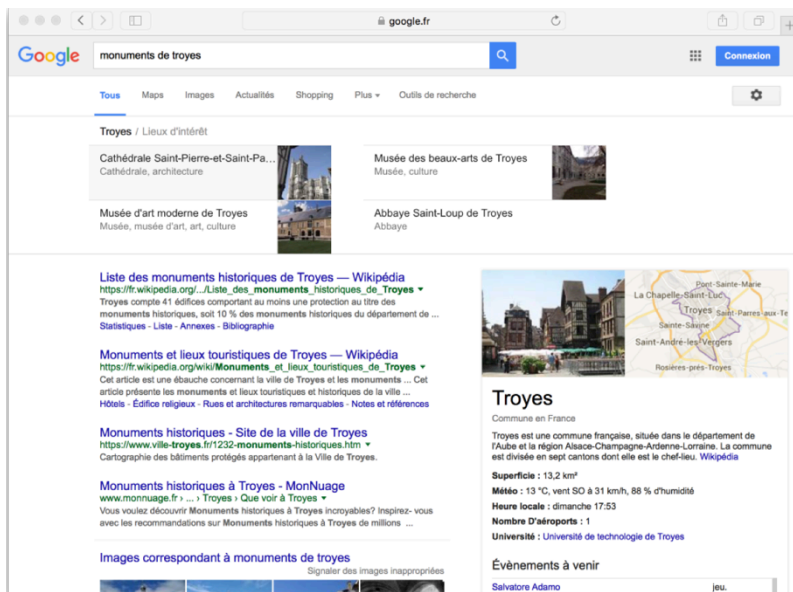 google.fr
Google
monuments de troyes
Connexion
Tous Maps Images Actualités Shopping Plus Outils de recherche
Troyes / Lieux d'intérêt
Cathédrale Saint-Pierre-et-Saint-Pa...
Cathédrale, architecture
Musée des beaux-arts de Troyes
Musée, culture
Musée d'art moderne de Troyes
Musée, musée d'art, art, culture
Abbaye Saint-Loup de Troyes
Abbaye
Liste des monuments historiques de Troyes — Wikipédia
https://fr.wikipedia.org/.../Liste_des_monuments_historiques_de_Troyes
Troyes compte 41 édifices comportant au moins une protection au titre des
monuments historiques, soit 10 % des monuments historiques du département de ...
Statistiques - Liste - Annexes - Bibliographie
Monuments et lieux touristiques de Troyes — Wikipédia
https://fr.wikipedia.org/wiki/Monuments_et_lieux_touristiques_de_Troyes
Cet article est une ébauche concernant la ville de Troyes et les monuments ... Cet
article présente les monuments et lieux touristiques et historiques de la ville de ...
Hôtels - Édifice religieux - Rues et architectures remarquables - Notes et références
Monuments historiques - Site de la ville de Troyes
https://www.ville-troyes.fr/1232-monuments-historiques.htm
Cartographie des bâtiments protégés appartenant à la Ville de Troyes.
Monuments historiques à Troyes - MonNuage
www.monnuage.fr › ... › Troyes › Que voir à Troyes
Vous voulez découvrir Monuments historiques à Troyes incroyables? Inspirez- vous
avec les recommandations sur Monuments historiques à Troyes de millions ...
Images correspondant à monuments de troyes
Signaler des images inappropriées
Pont-Sainte-Marie
La Chapelle-Saint-Luc
Troyes
Saint-Parres-aux-Te
Sainte-Savine
Saint-André-les-Vergers
Rosières-près-Troyes
Troyes
Commune en France
Troyes est une commune française, située dans le département de
l'Aube et la région Alsace-Champagne-Ardenne-Lorraine. La commune
est divisée en sept cantons dont elle est le chef-lieu. Wikipédia
Superficie : 13,2 km²
Météo : 13 °C, vent SO à 31 km/h, 88 % d'humidité
Heure locale : dimanche 17:53
Nombre D'aéroports : 1
Université : Université de technologie de Troyes
Évènements à venir
Salvatore Adamo jeu.